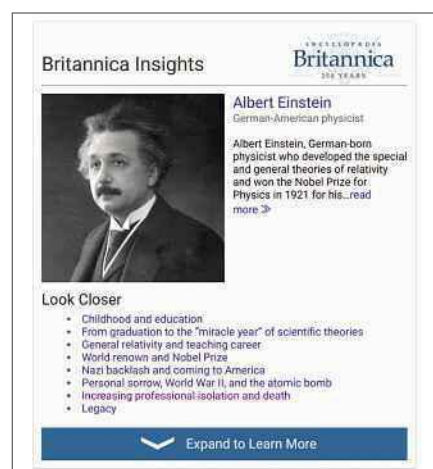 ENCYCLOPÆDIA
Britannica Insights
Britannica
250 YEARS
Albert Einstein
German-American physicist
Albert Einstein, German-born
physicist who developed the special
and general theories of relativity
and won the Nobel Prize for
Physics in 1921 for his...read
more ≫
Look Closer
• Childhood and education
• From graduation to the "miracle year" of scientific theories
• General relativity and teaching career
• World renown and Nobel Prize
• Nazi backlash and coming to America
• Personal sorrow, World War II, and the atomic bomb
• Increasing professional isolation and death
• Legacy
Expand to Learn More